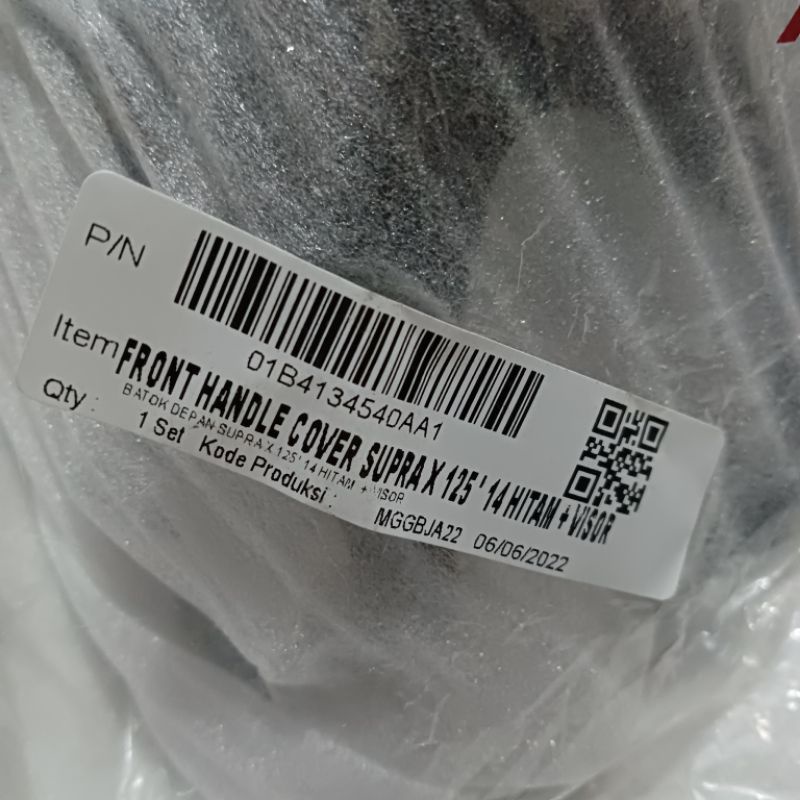 P/N
01B4134540AA1
Item FRONT HANDLE COVER SUPRA X 125 ' 14 HITAM + VISOR
BATOK DEPAN SUPRA X 125 ' 14 HITAM + VISOR
Qty : 1 Set Kode Produksi : MGGBJA22 06/06/2022